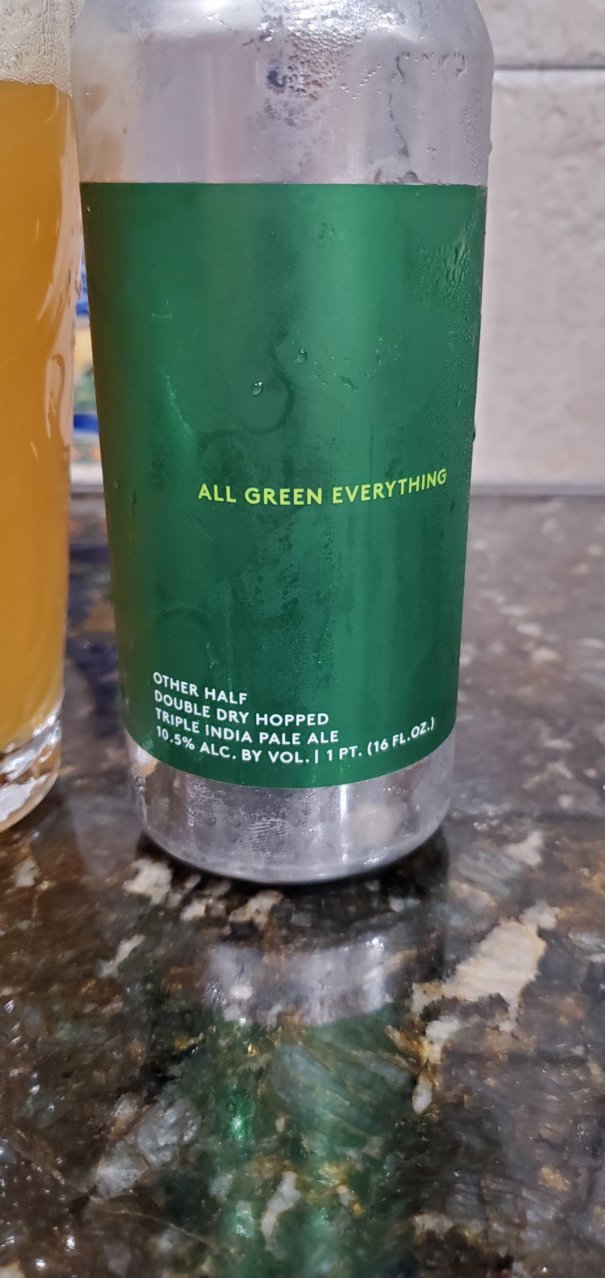 ALL GREEN EVERYTHING
OTHER HALF
DOUBLE DRY HOPPED
TRIPLE INDIA PALE ALE
10.5% ALC. BY VOL. | 1 PT. (16 FL.OZ.)